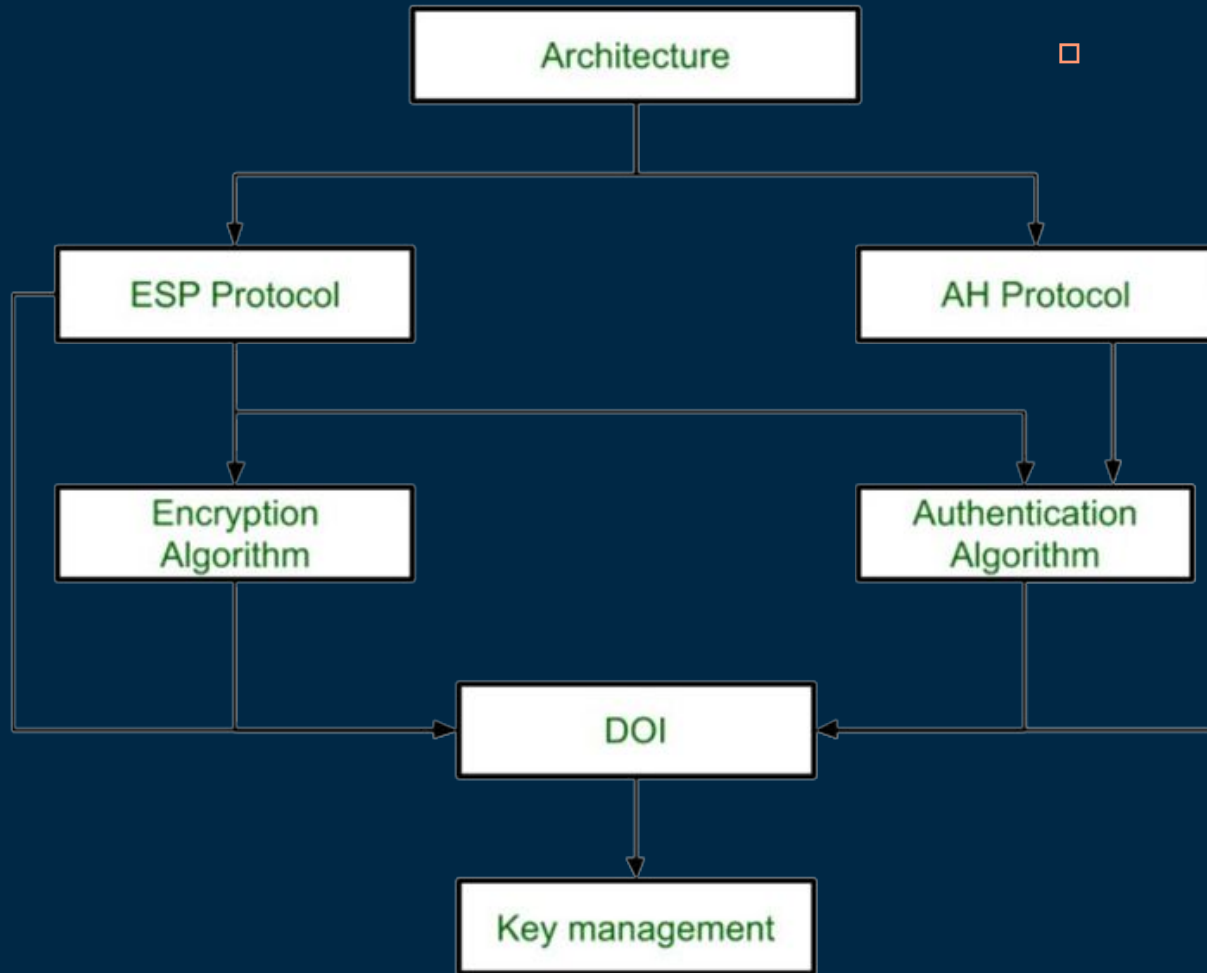 Architecture
ESP Protocol
AH Protocol
Encryption
Algorithm
Authentication
Algorithm
DOI
Key management